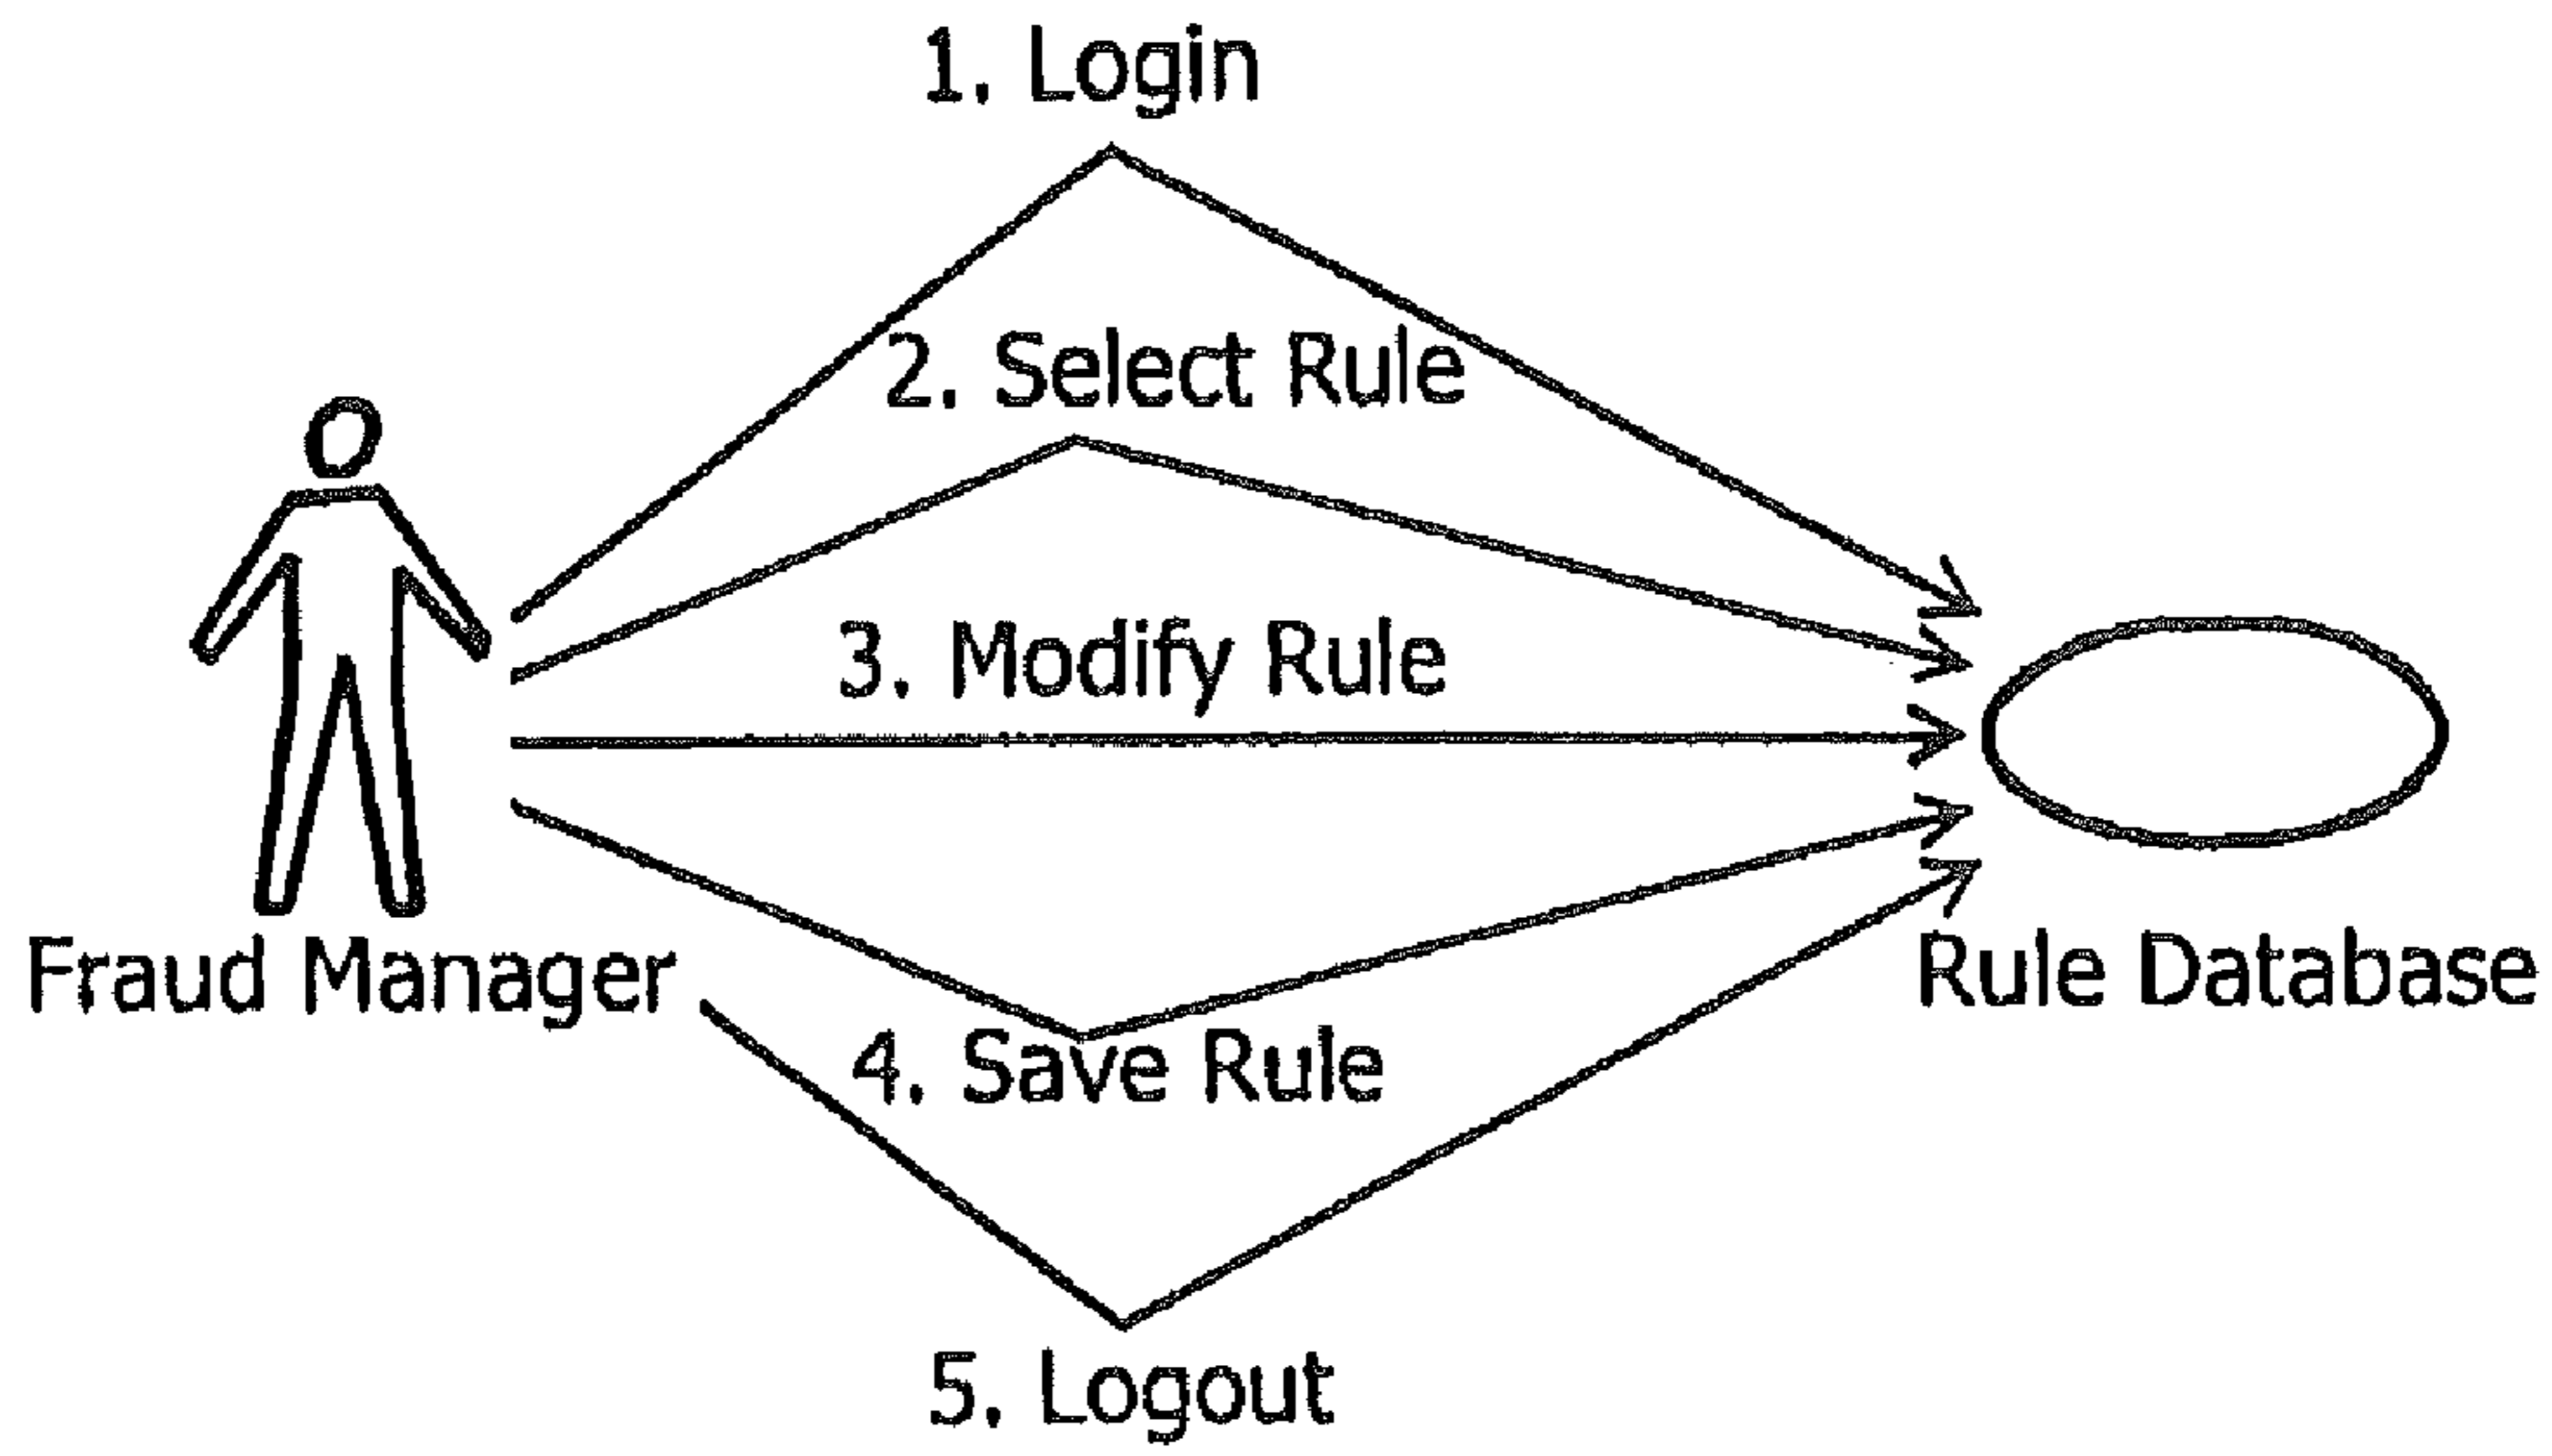 1. Login
2. Select Rule
3. Modify Rule
Fraud Manager
Rule Database
4. Save Rule
5. Logout